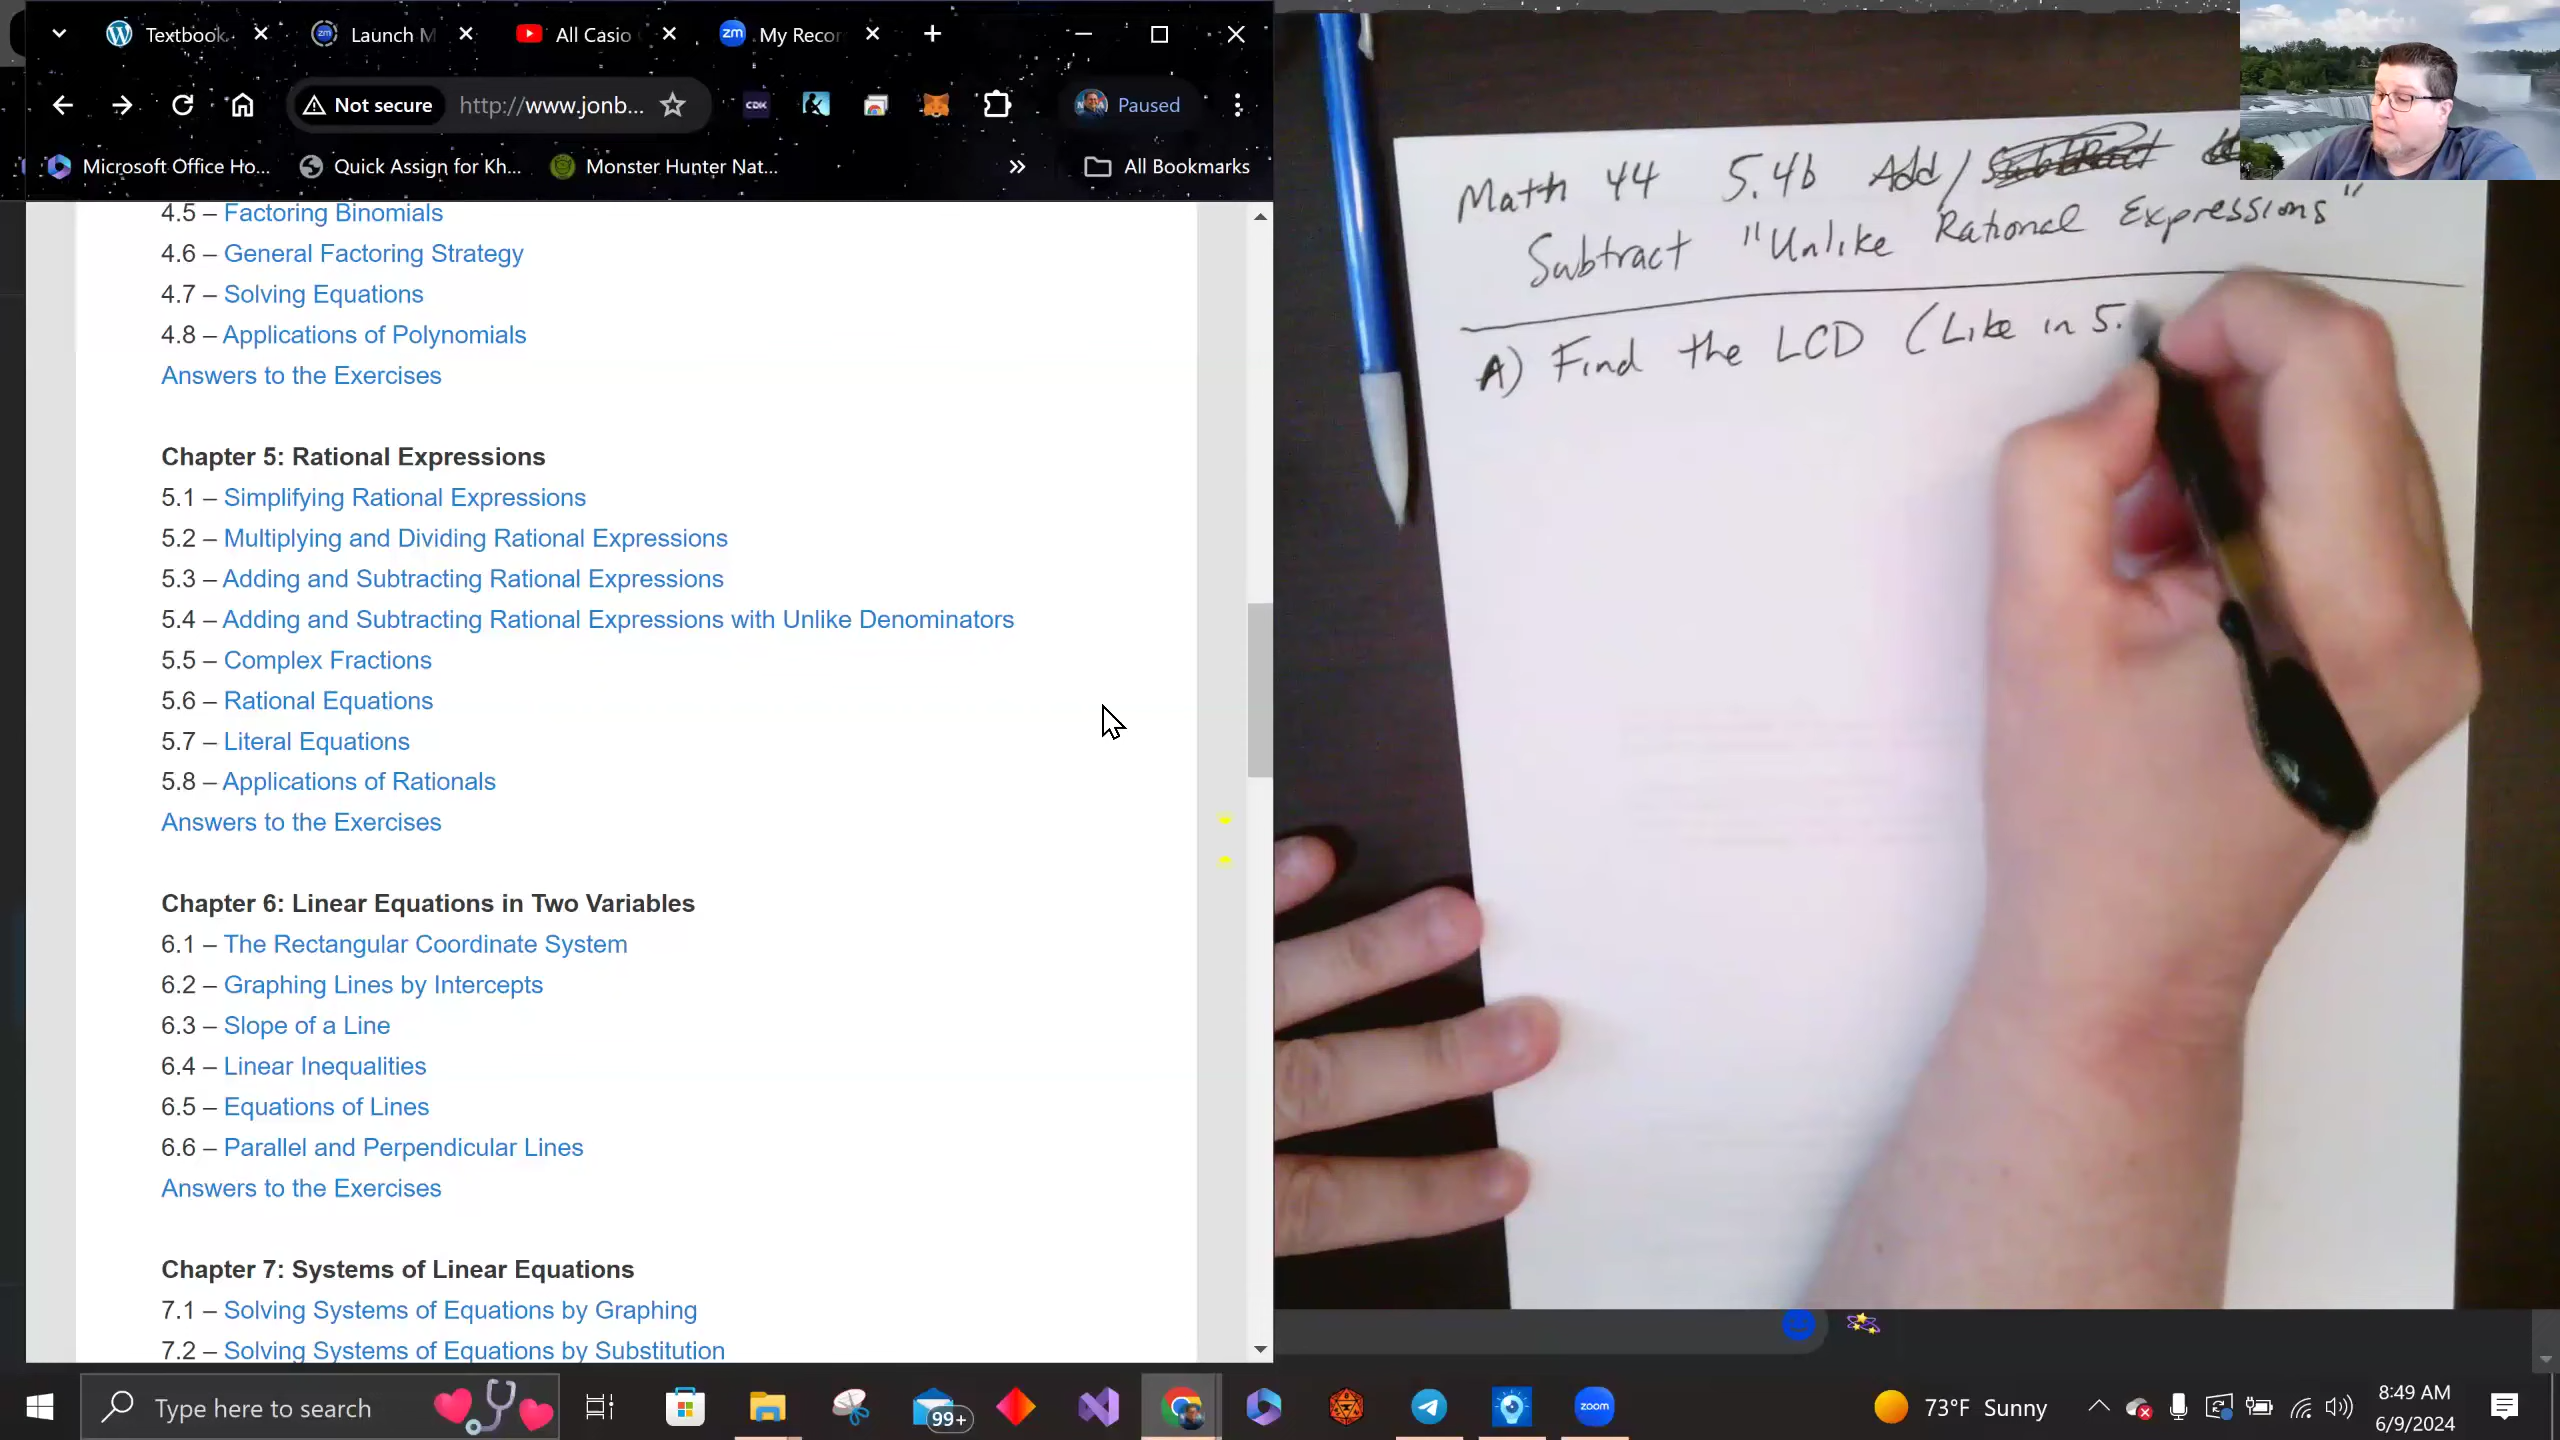 Textbook
Launch M
All Casio
My Recor
Not secure
http://www.jonb...
CDK
Paused
Microsoft Office Ho...
Quick Assign for Kh...
Monster Hunter Nat...
»
All Bookmarks
4.5 – Factoring Binomials
4.6 – General Factoring Strategy
4.7 – Solving Equations
4.8 – Applications of Polynomials
Answers to the Exercises
Chapter 5: Rational Expressions
5.1 – Simplifying Rational Expressions
5.2 – Multiplying and Dividing Rational Expressions
5.3 – Adding and Subtracting Rational Expressions
5.4 – Adding and Subtracting Rational Expressions with Unlike Denominators
5.5 – Complex Fractions
5.6 – Rational Equations
5.7 – Literal Equations
5.8 – Applications of Rationals
Answers to the Exercises
Chapter 6: Linear Equations in Two Variables
6.1 – The Rectangular Coordinate System
6.2 – Graphing Lines by Intercepts
6.3 – Slope of a Line
6.4 – Linear Inequalities
6.5 – Equations of Lines
6.6 – Parallel and Perpendicular Lines
Answers to the Exercises
Chapter 7: Systems of Linear Equations
7.1 – Solving Systems of Equations by Graphing
7.2 – Solving Systems of Equations by Substitution
Math 44 5.4b Add/
Subtract "Unlike Rational Expressions"
A) Find the LCD (Like in 5.
Type here to search
99+
zoom
73°F Sunny
8:49 AM
6/9/2024